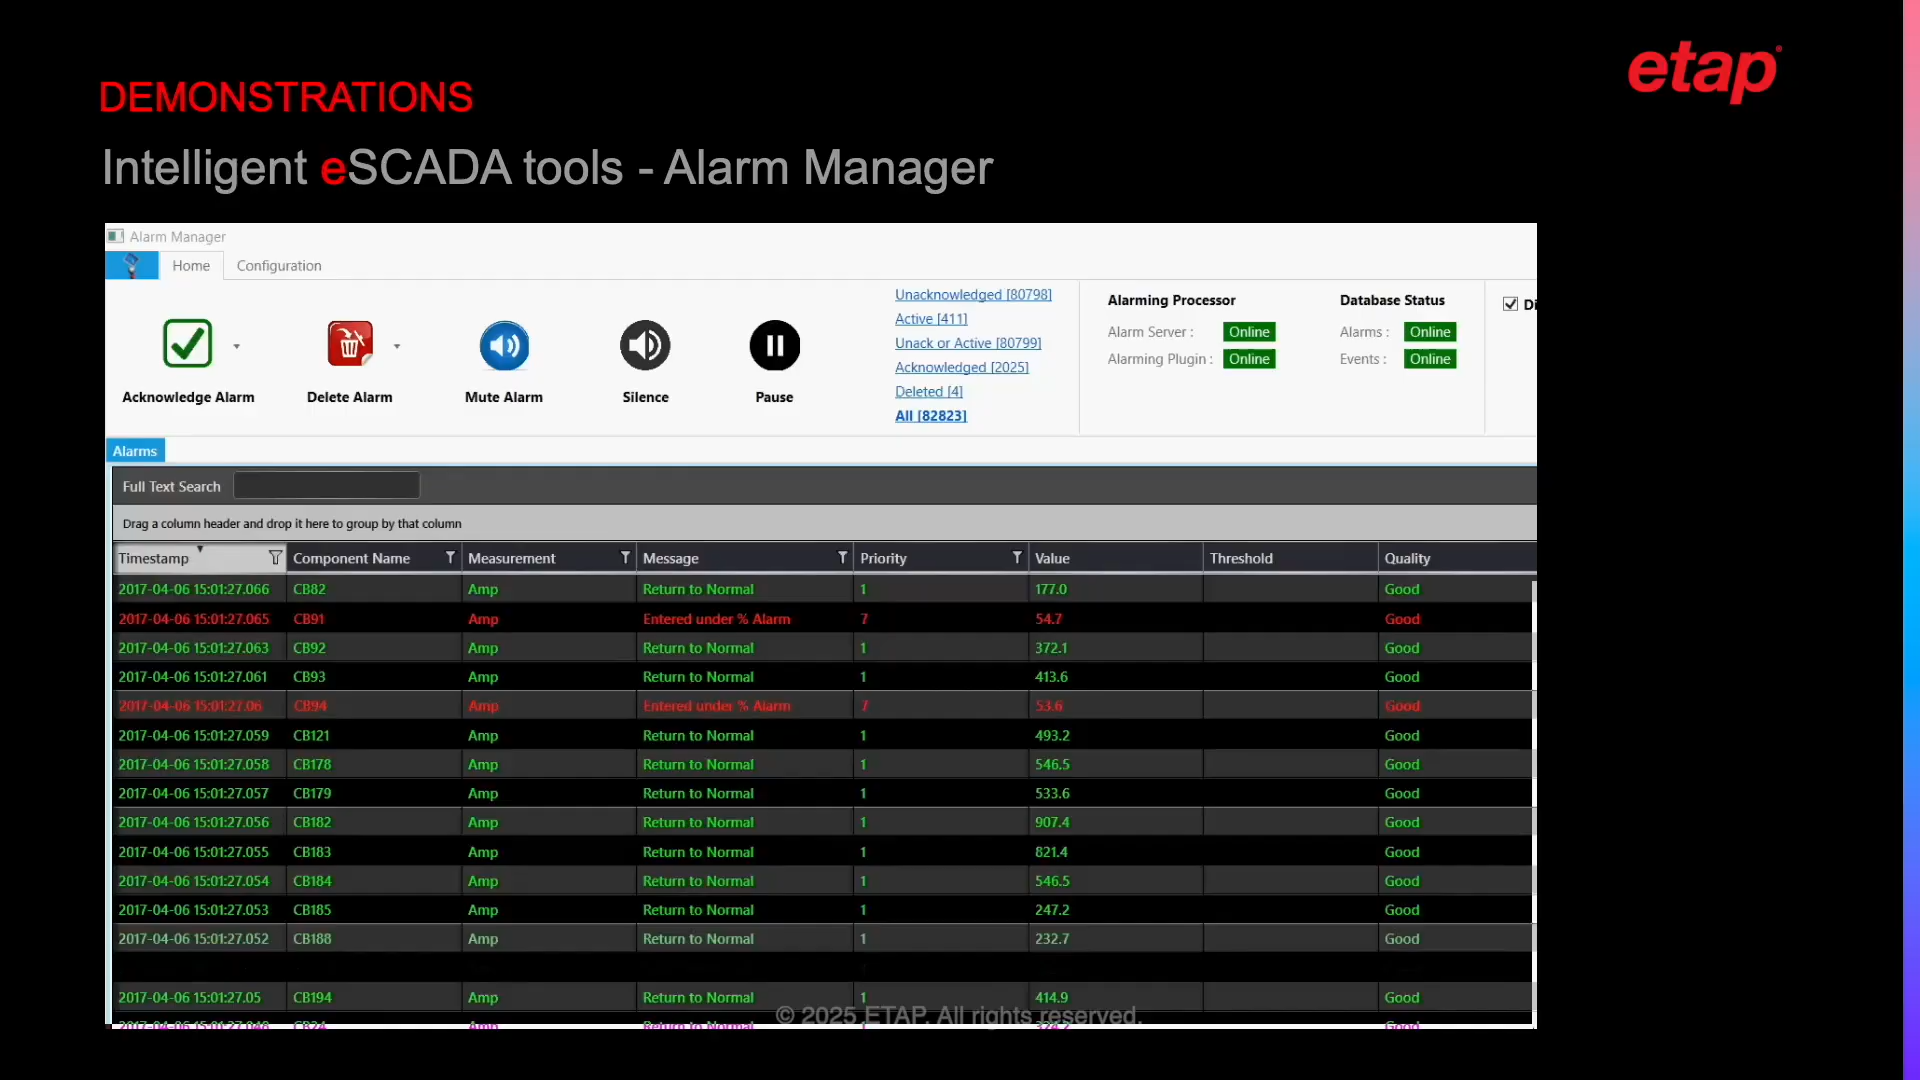 etap
DEMONSTRATIONS
Intelligent eSCADA tools - Alarm Manager
Alarm Manager
Home Configuration
Acknowledge Alarm Delete Alarm Mute Alarm Silence Pause
Unacknowledged [80798]
Active [411]
Unack or Active [80799]
Acknowledged [2025]
Deleted [4]
All [82823]
Alarming Processor
Alarm Server : Online
Alarming Plugin : Online
Database Status
Alarms : Online
Events : Online
Alarms
Full Text Search
Drag a column header and drop it here to group by that column
Timestamp Component Name Measurement Message Priority Value Threshold Quality
2017-04-06 15:01:27.066 CB82 Amp Return to Normal 1 177.0 Good
2017-04-06 15:01:27.065 CB91 Amp Entered under % Alarm 7 54.7 Good
2017-04-06 15:01:27.063 CB92 Amp Return to Normal 1 372.1 Good
2017-04-06 15:01:27.061 CB93 Amp Return to Normal 1 413.6 Good
2017-04-06 15:01:27.06 CB94 Amp Entered under % Alarm 7 53.6 Good
2017-04-06 15:01:27.059 CB121 Amp Return to Normal 1 493.2 Good
2017-04-06 15:01:27.058 CB178 Amp Return to Normal 1 546.5 Good
2017-04-06 15:01:27.057 CB179 Amp Return to Normal 1 533.6 Good
2017-04-06 15:01:27.056 CB182 Amp Return to Normal 1 907.4 Good
2017-04-06 15:01:27.055 CB183 Amp Return to Normal 1 821.4 Good
2017-04-06 15:01:27.054 CB184 Amp Return to Normal 1 546.5 Good
2017-04-06 15:01:27.053 CB185 Amp Return to Normal 1 247.2 Good
2017-04-06 15:01:27.052 CB188 Amp Return to Normal 1 232.7 Good
2017-04-06 15:01:27.05 CB194 Amp Return to Normal 1 414.9 Good
© 2025 ETAP. All rights reserved.